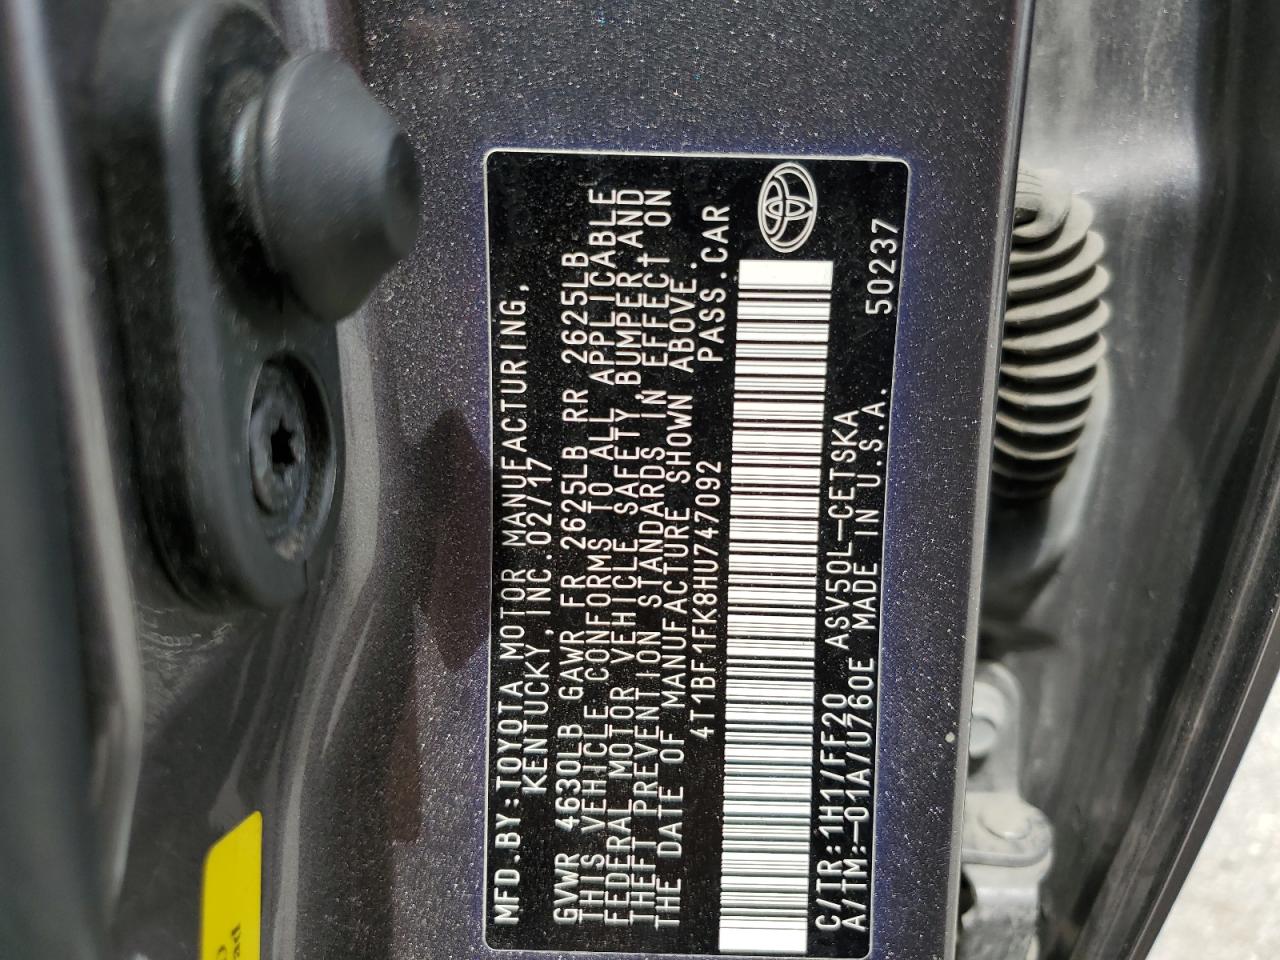 MFD.BY:TOYOTA MOTOR MANUFACTURING,
KENTUCKY,INC.02/17
GVWR 4630LB GAWR FR 2625LB RR 2625LB
THIS VEHICLE CONFORMS TO ALL APPLICABLE
FEDERAL MOTOR VEHICLE SAFETY,BUMPER,AND
THEFT PREVENTION STANDARDS IN EFFECT ON
THE DATE OF MANUFACTURE SHOWN ABOVE.
4T1BF1FK8HU747092 PASS.CAR
C/TR:1H1/FF20 ASV50L-CETSKA
A/TM:-01A/U760E MADE IN U.S.A. 50237